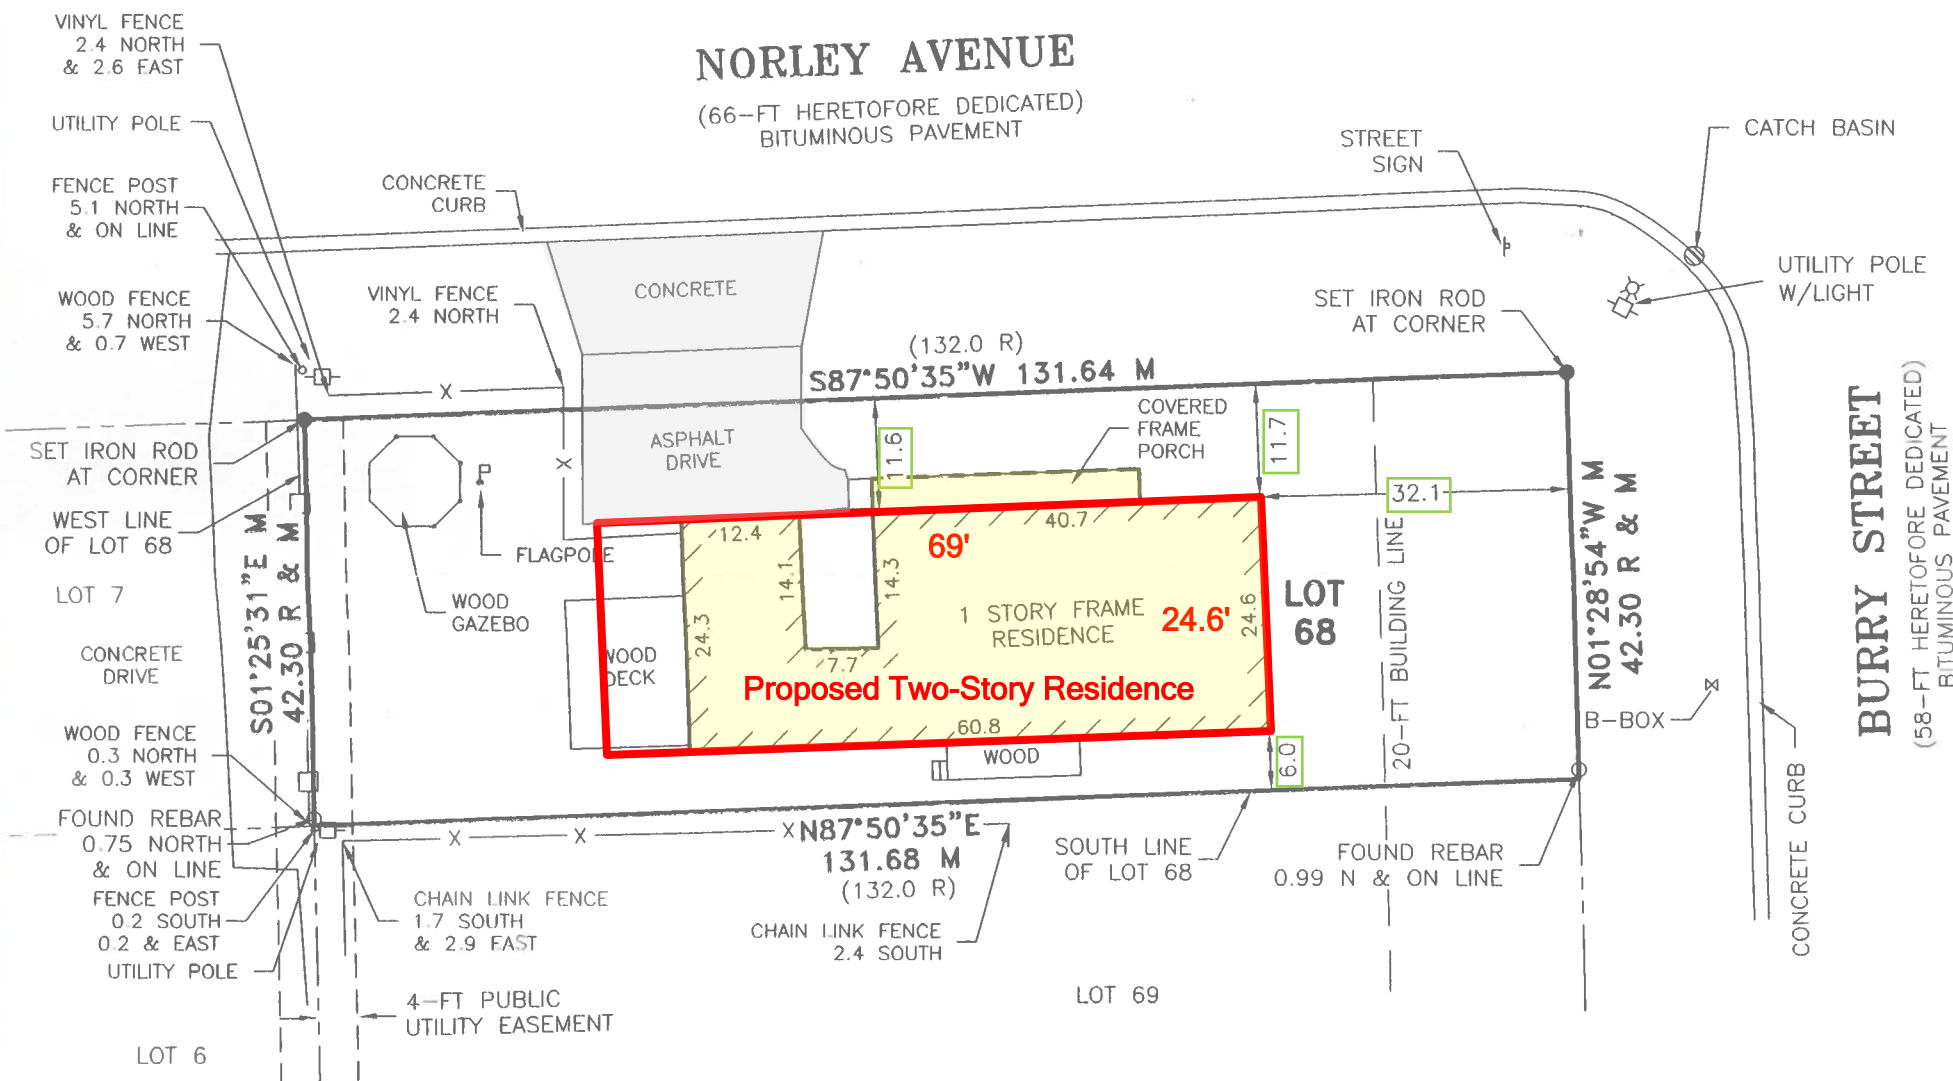 VINYL FENCE
2.4 NORTH
& 2.6 EAST
UTILITY POLE
FENCE POST
5.1 NORTH
& ON LINE
WOOD FENCE
5.7 NORTH
& 0.7 WEST
SET IRON ROD
AT CORNER
WEST LINE
OF LOT 68
LOT 7
CONCRETE
DRIVE
WOOD FENCE
0.3 NORTH
& 0.3 WEST
FOUND REBAR
0.75 NORTH
& ON LINE
FENCE POST
0.2 SOUTH
0.2 & EAST
UTILITY POLE
LOT 6
NORLEY AVENUE
(66-FT HERETOFORE DEDICATED)
BITUMINOUS PAVEMENT
CONCRETE
CURB
VINYL FENCE
2.4 NORTH
CONCRETE
ASPHALT
DRIVE
(132.0 R)
S87°50'35"W 131.64 M
STREET
SIGN
CATCH BASIN
UTILITY POLE
W/LIGHT
SET IRON ROD
AT CORNER
COVERED
FRAME
PORCH
11.6
11.7
32.1
FLAGPOLE
WOOD
GAZEBO
S01°25'31"E M
42.30 R & M
12.4
40.7
69'
14.1
14.3
24.3
24.6
1 STORY FRAME
RESIDENCE
24.6'
7.7
WOOD
DECK
Proposed Two-Story Residence
60.8
WOOD
6.0
LOT
68
20-FT BUILDING LINE
N01°28'54"W M
42.30 R & M
B-BOX
BURRY STREET
(58-FT HERETOFORE DEDICATED)
BITUMINOUS PAVEMENT
CONCRETE CURB
N87°50'35"E
131.68 M
(132.0 R)
SOUTH LINE
OF LOT 68
FOUND REBAR
0.99 N & ON LINE
CHAIN LINK FENCE
1.7 SOUTH
& 2.9 EAST
CHAIN LINK FENCE
2.4 SOUTH
4-FT PUBLIC
UTILITY EASEMENT
LOT 69